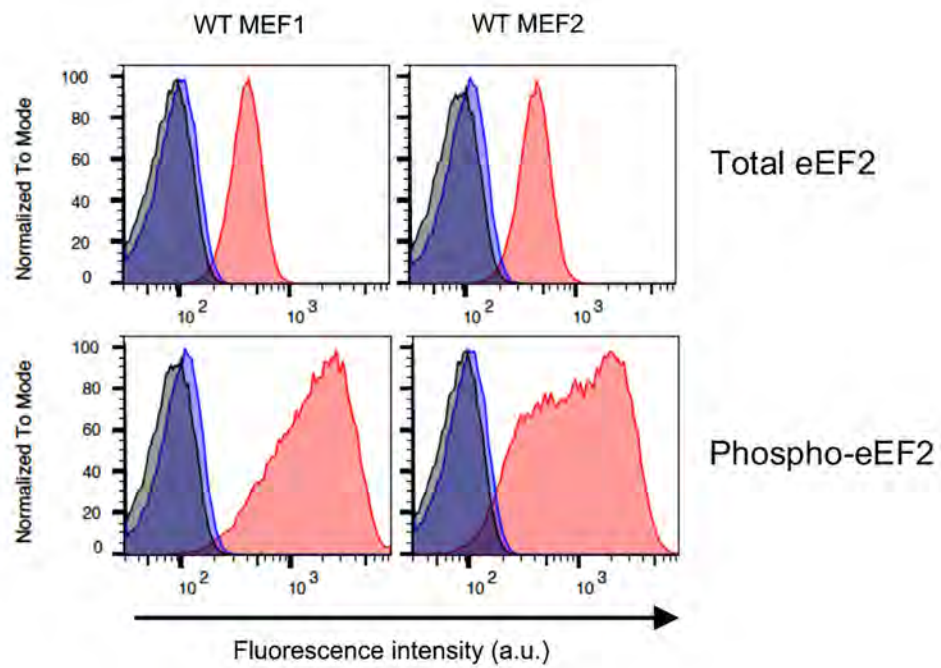 WT MEF1 WT MEF2
Normalized To Mode
100
80
60
40
20
0
10 2 10 3 10 2 10 3
Total eEF2
Normalized To Mode
100
80
60
40
20
0
10 2 10 3 10 2 10 3
Phospho-eEF2
Fluorescence intensity (a.u.)